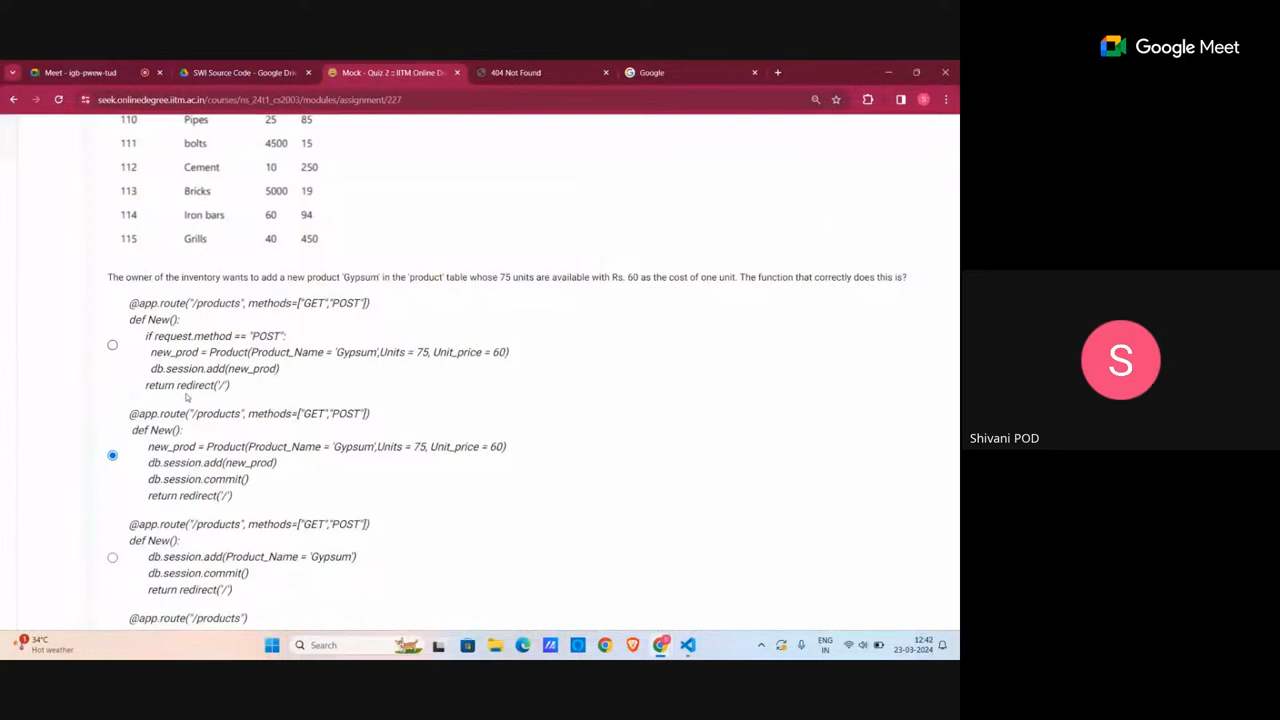 Google Meet
Meet - igb-pwew-tud
SWI Source Code - Google Dri
Mock - Quiz 2 :: IITM Online De
404 Not Found
Google
seek.onlinedegree.iitm.ac.in/courses/ns_24t1_cs2003/modules/assignment/227
110 Pipes 25 85
111 bolts 4500 15
112 Cement 10 250
113 Bricks 5000 19
114 Iron bars 60 94
115 Grills 40 450
The owner of the inventory wants to add a new product 'Gypsum' in the 'product' table whose 75 units are available with Rs. 60 as the cost of one unit. The function that correctly does this is?
@app.route("/products", methods=["GET","POST"])
def New():
if request.method == "POST":
new_prod = Product(Product_Name = 'Gypsum',Units = 75, Unit_price = 60)
db.session.add(new_prod)
return redirect('/')
@app.route("/products", methods=["GET","POST"])
def New():
new_prod = Product(Product_Name = 'Gypsum',Units = 75, Unit_price = 60)
db.session.add(new_prod)
db.session.commit()
return redirect('/')
@app.route("/products", methods=["GET","POST"])
def New():
db.session.add(Product_Name = 'Gypsum')
db.session.commit()
return redirect('/')
@app.route("/products")
S
Shivani POD
1
34°C
Hot weather
Search
ENG
IN
12:42
23-03-2024